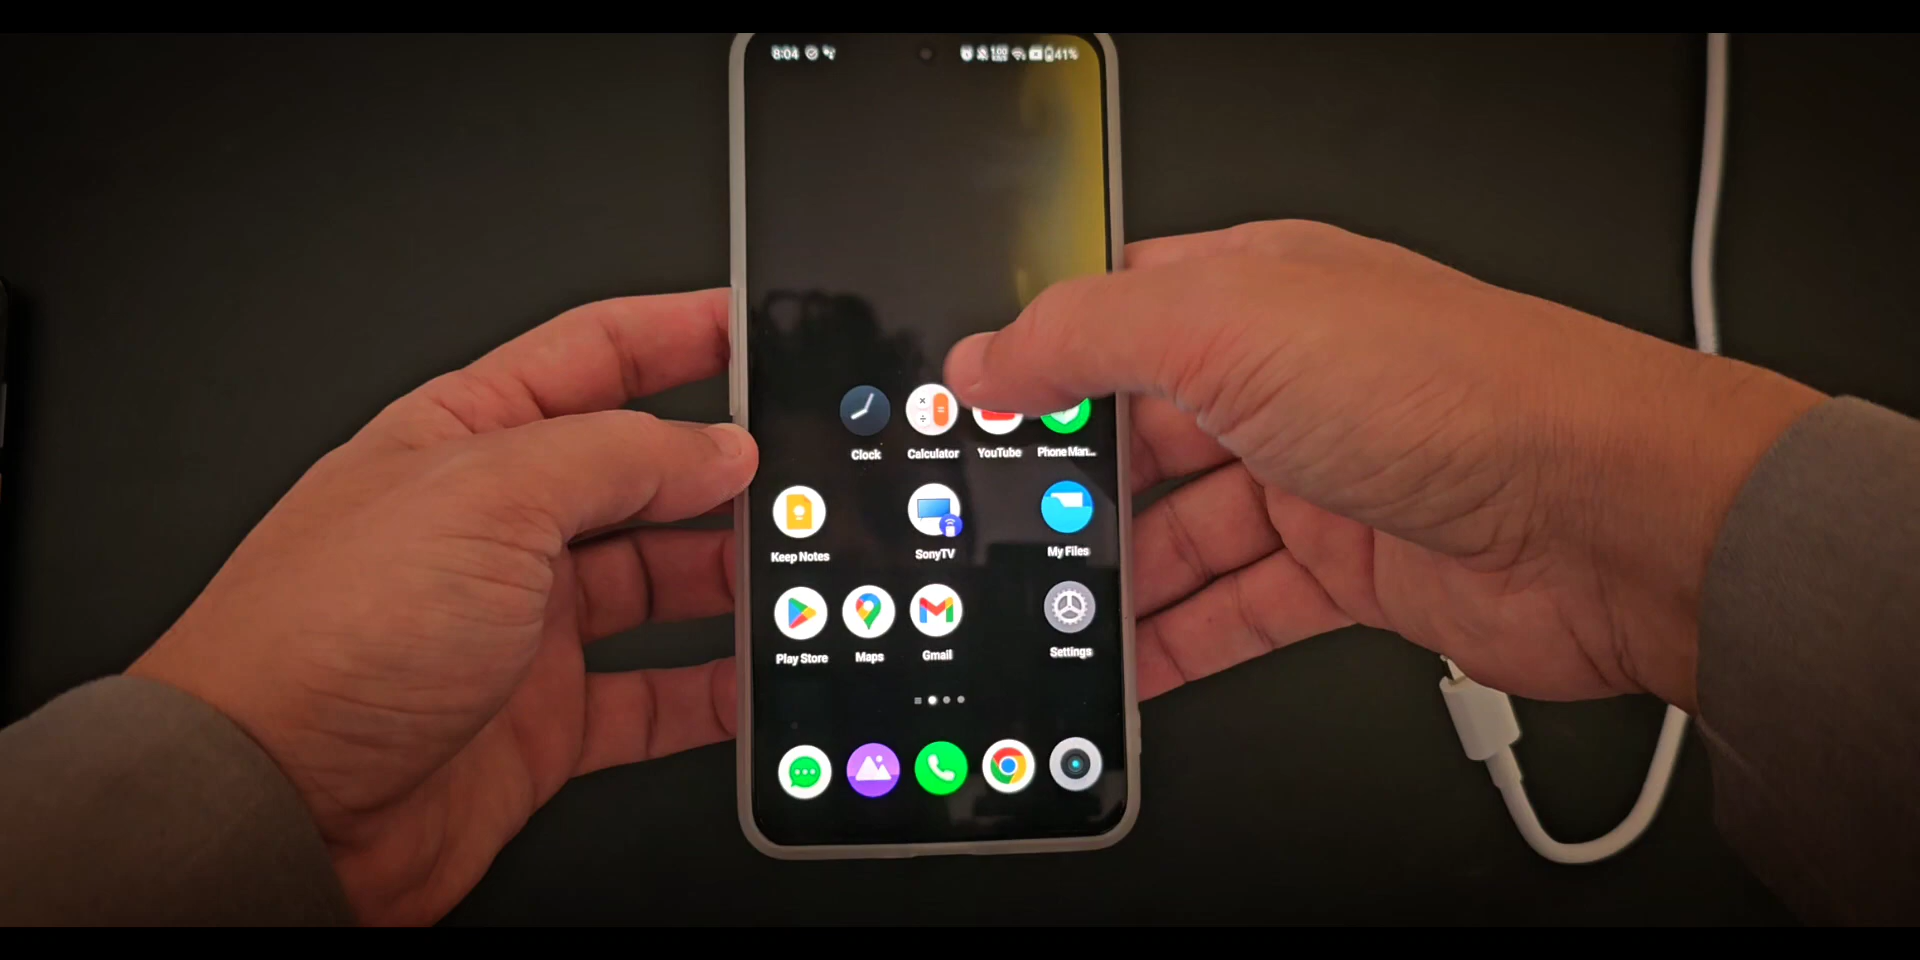 8:04 41%
Clock Calculator YouTube Phone Man...
Keep Notes SonyTV My Files
Play Store Maps Gmail Settings